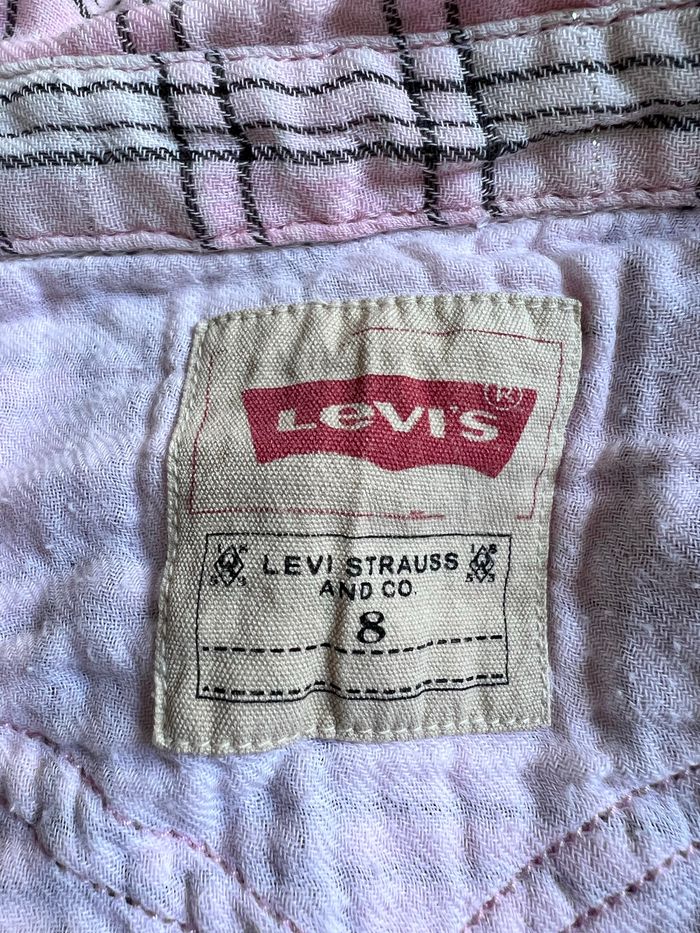 LEVI'S ®
LEVI STRAUSS
AND CO
8